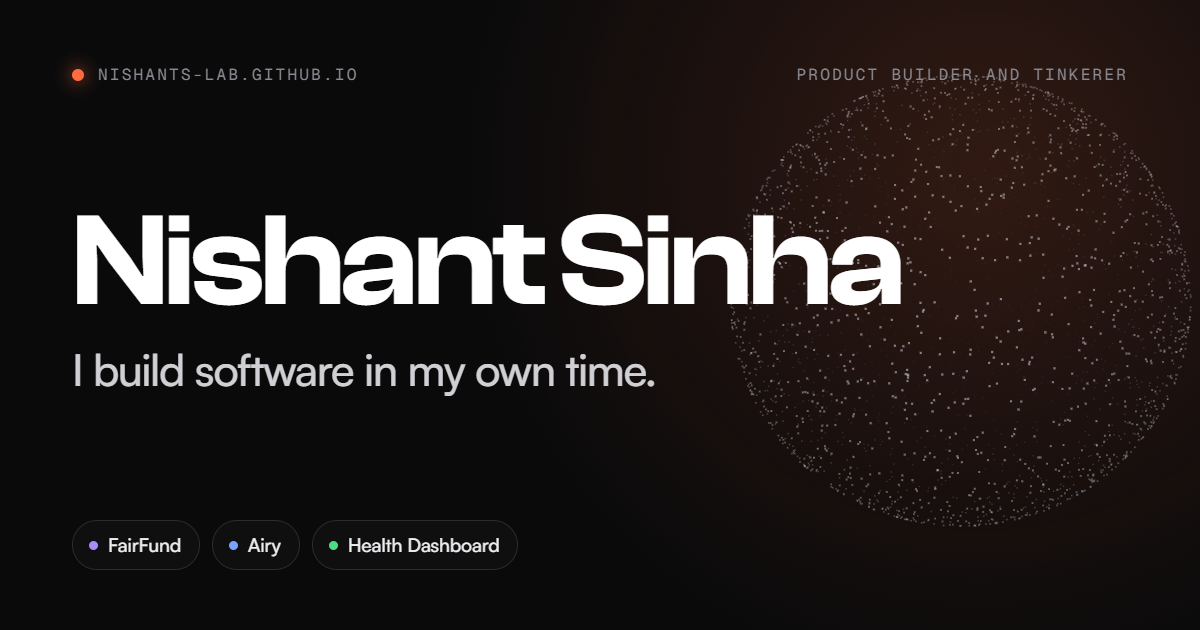 NISHANTS-LAB.GITHUB.IO
PRODUCT BUILDER AND TINKERER
Nishant Sinha
I build software in my own time.
FairFund
Airy
Health Dashboard